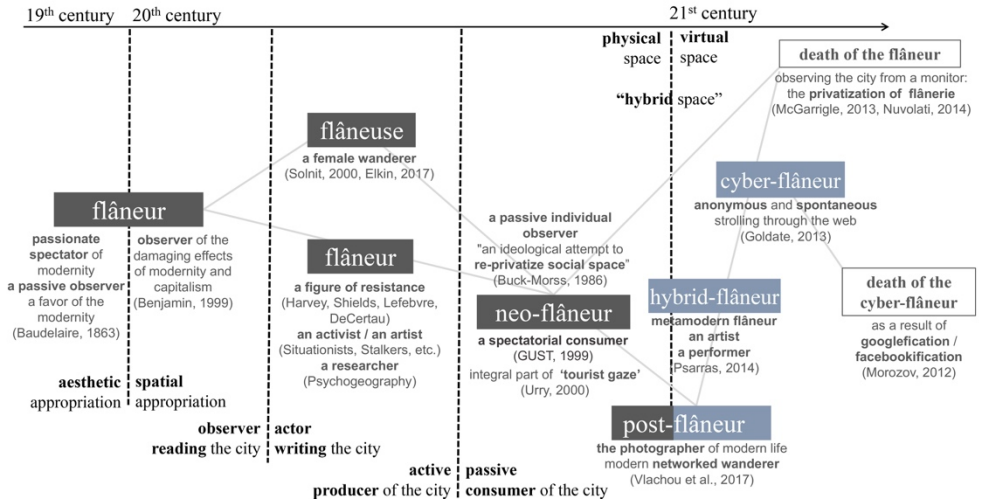 19th century
20th century
21st century
physical
space
virtual
space
“hybrid space”
death of the flâneur
observing the city from a monitor:
the privatization of flânerie
(McGarrigle, 2013, Nuvolati, 2014)
flâneuse
a female wanderer
(Solnit, 2000, Elkin, 2017)
cyber-flâneur
anonymous and spontaneous
strolling through the web
(Goldate, 2013)
flâneur
passionate
spectator of
modernity
a passive observer
a favor of the
modernity
(Baudelaire, 1863)
observer of the
damaging effects
of modernity and
capitalism
(Benjamin, 1999)
flâneur
a figure of resistance
(Harvey, Shields, Lefebvre,
DeCertau)
an activist / an artist
(Situationists, Stalkers, etc.)
a researcher
(Psychogeography)
a passive individual
observer
"an ideological attempt to
re-privatize social space"
(Buck-Morss, 1986)
neo-flâneur
a spectatorial consumer
(GUST, 1999)
integral part of ‘tourist gaze’
(Urry, 2000)
hybrid-flâneur
metamodern flâneur
an artist
a performer
(Psarras, 2014)
death of the
cyber-flâneur
as a result of
googlefication /
facebookification
(Morozov, 2012)
aesthetic
appropriation
spatial
appropriation
post-flâneur
the photographer of modern life
modern networked wanderer
(Vlachou et al., 2017)
observer
reading the city
actor
writing the city
active
producer of the city
passive
consumer of the city